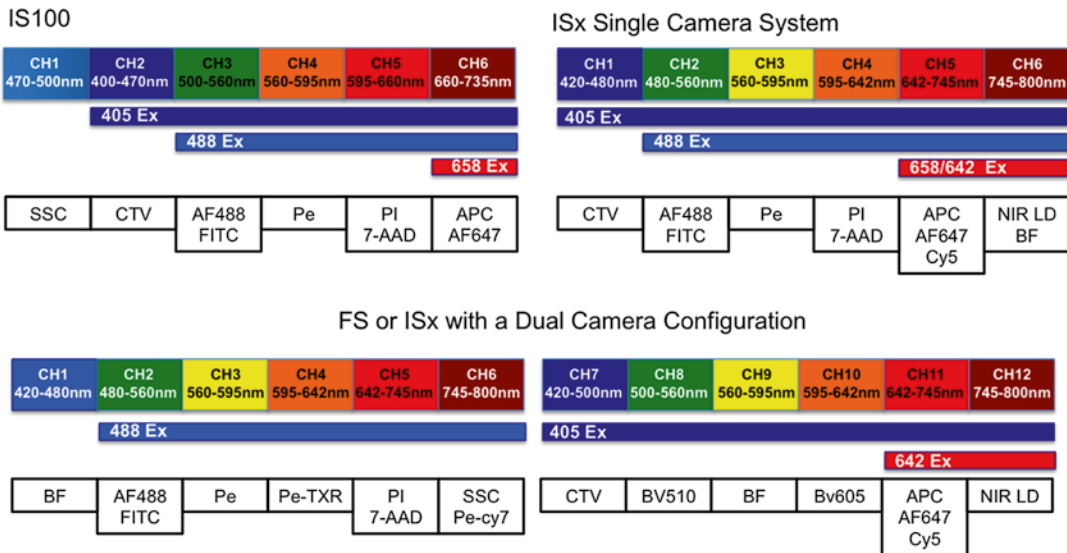 IS100
CH1 CH2 CH3 CH4 CH5 CH6
470-500nm 400-470nm 500-560nm 560-595nm 595-660nm 660-735nm
405 Ex
488 Ex
658 Ex
SSC CTV AF488 Pe PI APC
FITC 7-AAD AF647
ISx Single Camera System
CH1 CH2 CH3 CH4 CH5 CH6
420-480nm 480-560nm 560-595nm 595-642nm 642-745nm 745-800nm
405 Ex
488 Ex
658/642 Ex
CTV AF488 Pe PI APC NIR LD
FITC 7-AAD AF647 BF
Cy5
FS or ISx with a Dual Camera Configuration
CH1 CH2 CH3 CH4 CH5 CH6
420-480nm 480-560nm 560-595nm 595-642nm 642-745nm 745-800nm
488 Ex
BF AF488 Pe Pe-TXR PI SSC
FITC 7-AAD Pe-cy7
CH7 CH8 CH9 CH10 CH11 CH12
420-500nm 500-560nm 560-595nm 595-642nm 642-745nm 745-800nm
405 Ex
642 Ex
CTV BV510 BF Bv605 APC NIR LD
AF647
Cy5